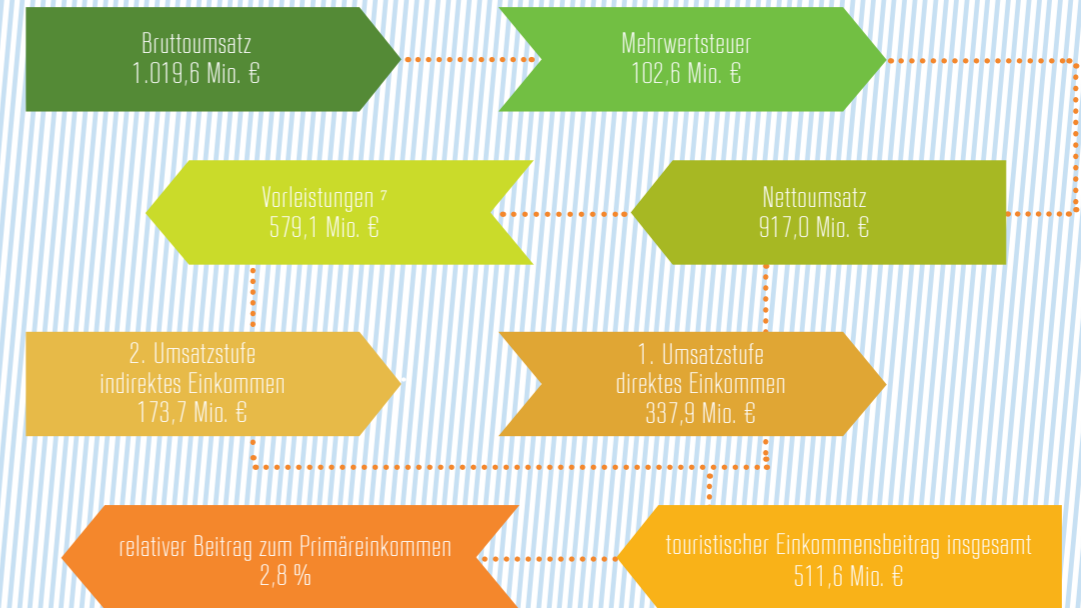 Bruttoumsatz
1.019,6 Mio. €
Mehrwertsteuer
102,6 Mio. €
Nettoumsatz
917,0 Mio. €
Vorleistungen ⁷
579,1 Mio. €
1. Umsatzstufe
direktes Einkommen
337,9 Mio. €
2. Umsatzstufe
indirektes Einkommen
173,7 Mio. €
touristischer Einkommensbeitrag insgesamt
511,6 Mio. €
relativer Beitrag zum Primäreinkommen
2,8 %